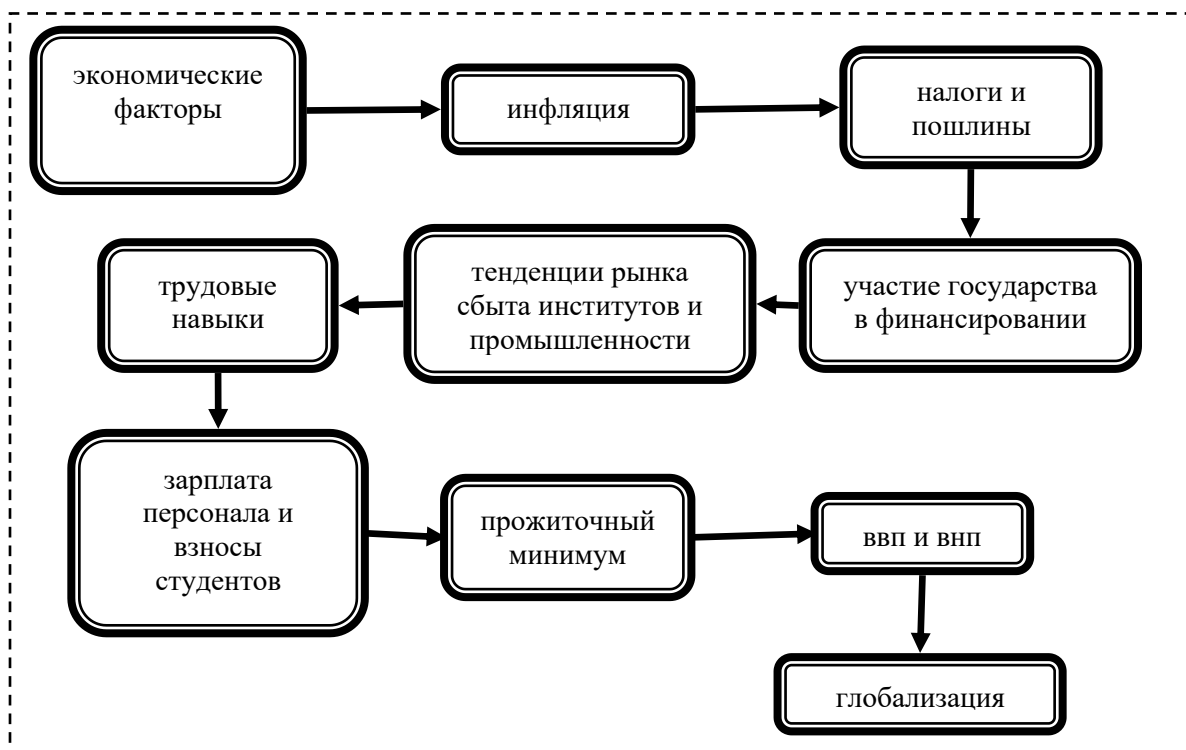 экономические
факторы
инфляция
налоги и
пошлины
участие государства
в финансировании
тенденции рынка
сбыта институтов и
промышленности
трудовые
навыки
зарплата
персонала и
взносы
студентов
прожиточный
минимум
ввп и внп
глобализация